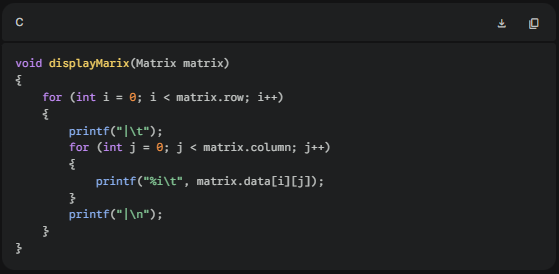 C
void displayMarix(Matrix matrix)
{
    for (int i = 0; i < matrix.row; i++)
    {
        printf("|\t");
        for (int j = 0; j < matrix.column; j++)
        {
            printf("%i\t", matrix.data[i][j]);
        }
        printf("|\n");
    }
}